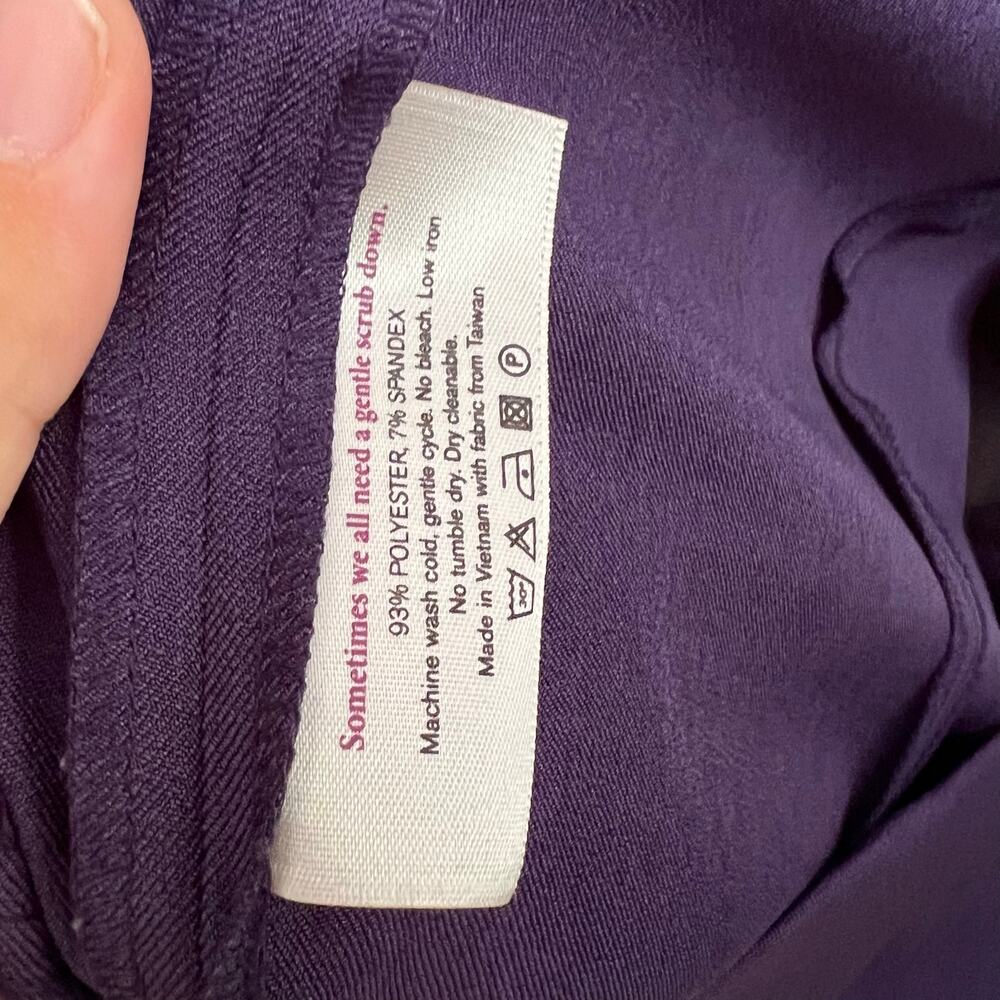 Sometimes we all need a gentle scrub down.
93% POLYESTER, 7% SPANDEX
Machine wash cold, gentle cycle. No bleach. Low iron
No tumble dry. Dry cleanable.
Made in Vietnam with fabric from Taiwan
30° P